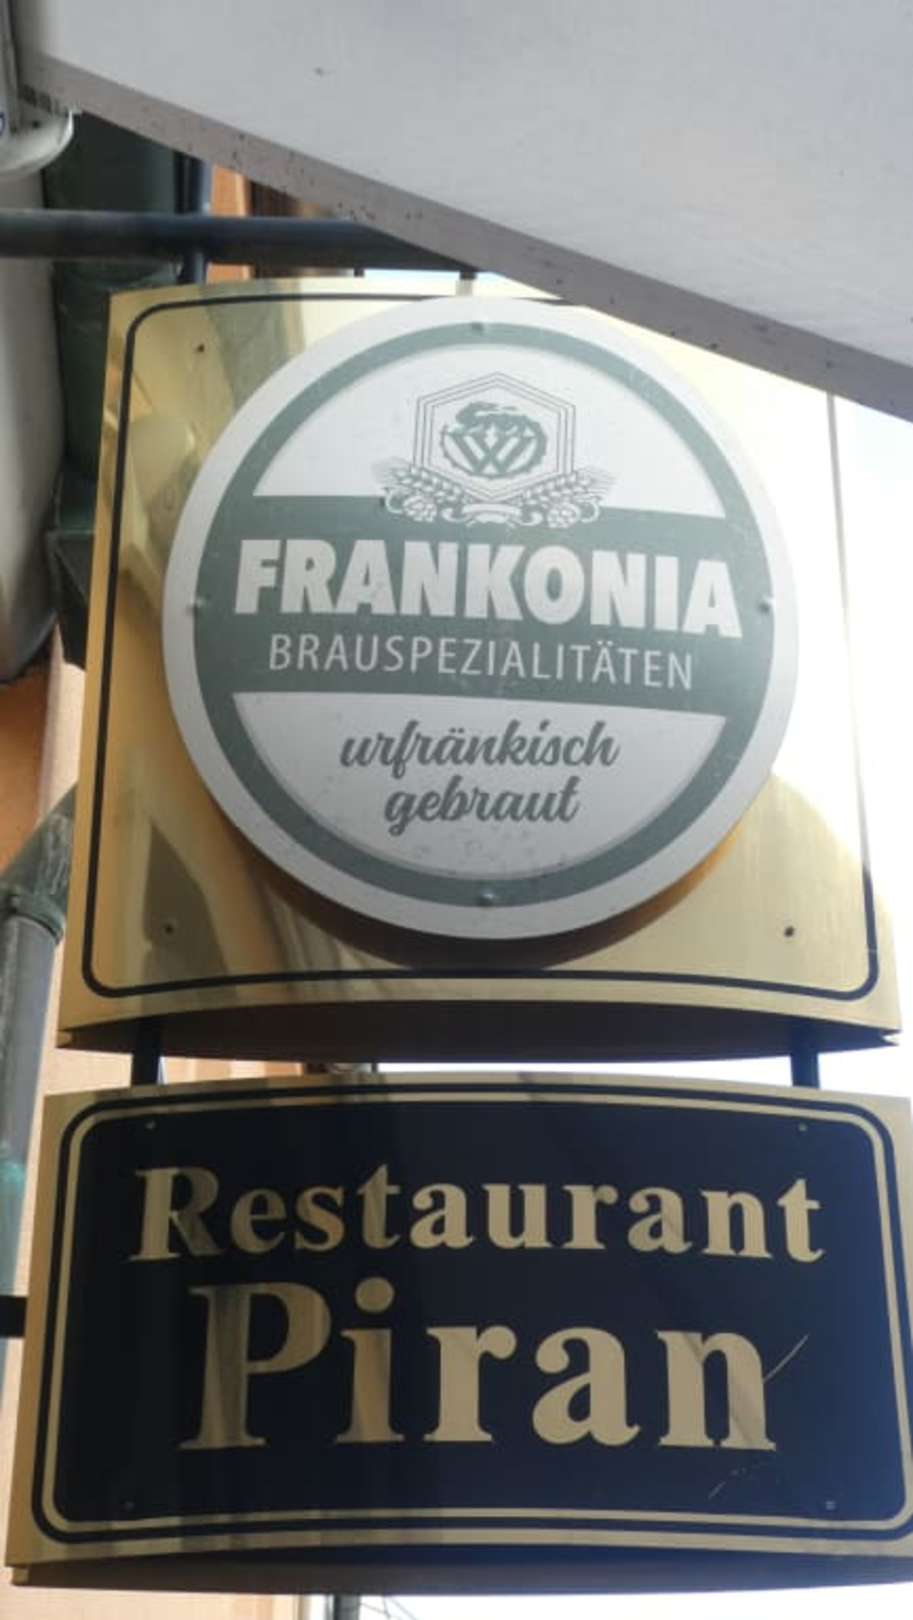 FRANKONIA
BRAUSPEZIALITÄTEN
urfränkisch
gebraut
Restaurant
Piran